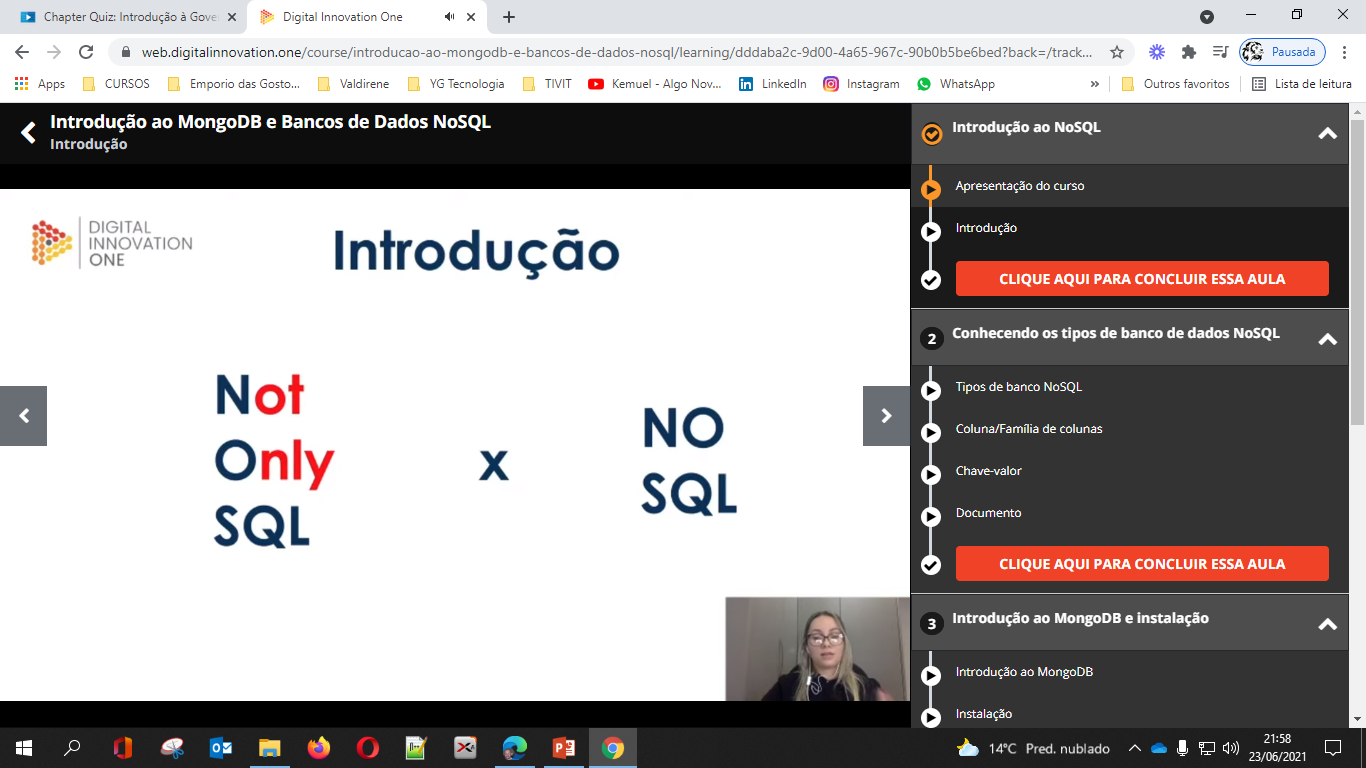 Chapter Quiz: Introdução à Gove
Digital Innovation One
web.digitalinnovation.one/course/introducao-ao-mongodb-e-bancos-de-dados-nosql/learning/dddaba2c-9d00-4a65-967c-90b0b5be6bed?back=/track...
Pausada
Apps
CURSOS
Emporio das Gosto...
Valdirene
YG Tecnologia
TIVIT
Kemuel - Algo Nov...
LinkedIn
Instagram
WhatsApp
»
Outros favoritos
Lista de leitura
Introdução ao MongoDB e Bancos de Dados NoSQL
Introdução
DIGITAL
INNOVATION
ONE
Introdução
Not
Only
SQL
x
NO
SQL
Introdução ao NoSQL
Apresentação do curso
Introdução
CLIQUE AQUI PARA CONCLUIR ESSA AULA
2 Conhecendo os tipos de banco de dados NoSQL
Tipos de banco NoSQL
Coluna/Família de colunas
Chave-valor
Documento
CLIQUE AQUI PARA CONCLUIR ESSA AULA
3 Introdução ao MongoDB e instalação
Introdução ao MongoDB
Instalação
14°C Pred. nublado
21:58
23/06/2021